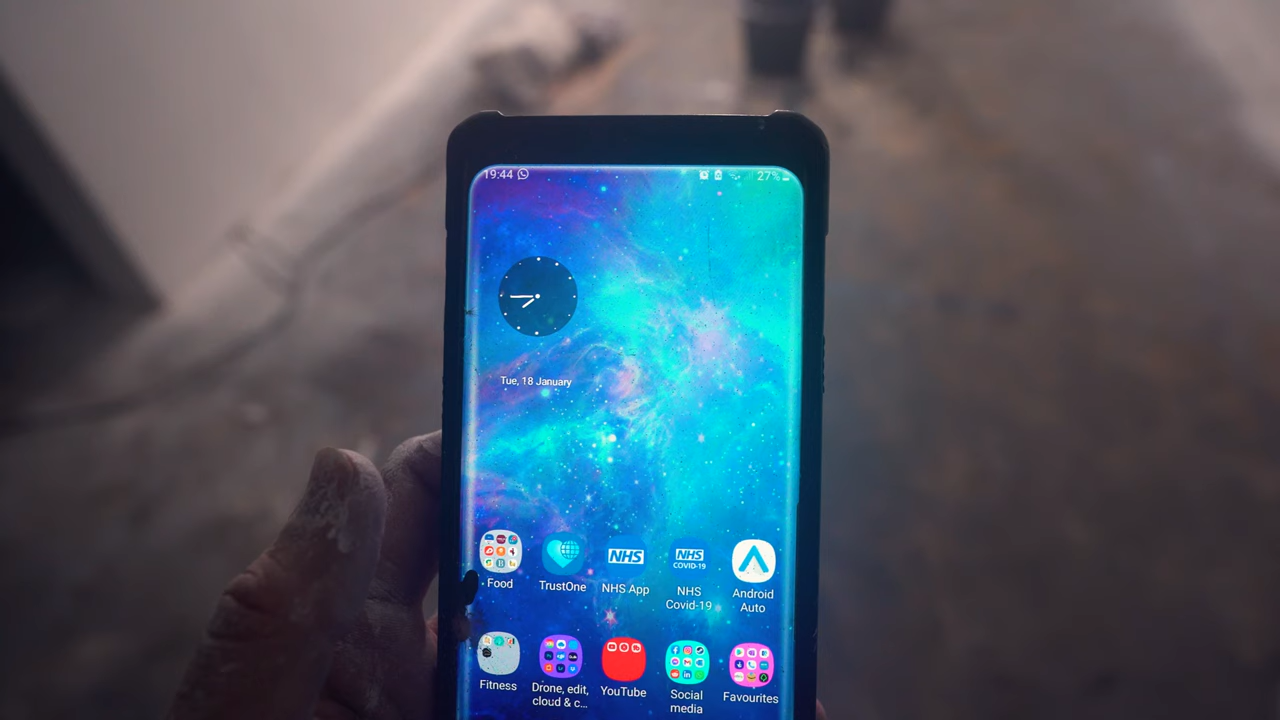 19:44
27%
Tue, 18 January
NHS
NHS
COVID-19
Food
TrustOne
NHS App
NHS
Covid-19
Android
Auto
Fitness
Drone, edit,
cloud & c...
YouTube
Social
media
Favourites